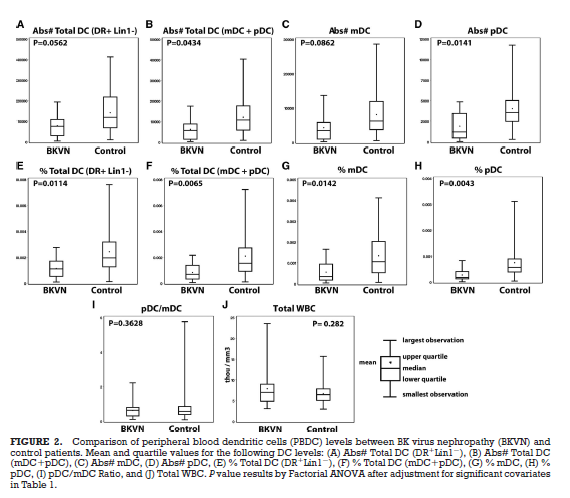 A Abs# Total DC (DR+ Lin1-)
P=0.0562
BKVN Control
B Abs# Total DC (mDC + pDC)
P=0.0434
BKVN Control
C Abs# mDC
P=0.0862
BKVN Control
D Abs# pDC
P=0.0141
BKVN Control
E % Total DC (DR+ Lin1-)
P=0.0114
BKVN Control
F % Total DC (mDC + pDC)
P=0.0065
BKVN Control
G % mDC
P=0.0142
BKVN Control
H % pDC
P=0.0043
BKVN Control
I pDC/mDC
P=0.3628
BKVN Control
J Total WBC
P= 0.282
thou / mm3
BKVN Control
largest observation
upper quartile
mean
median
lower quartile
smallest observation
FIGURE 2. Comparison of peripheral blood dendritic cells (PBDC) levels between BK virus nephropathy (BKVN) and
control patients. Mean and quartile values for the following DC levels: (A) Abs# Total DC (DR⁺Lin1⁻), (B) Abs# Total DC
(mDC+pDC), (C) Abs# mDC, (D) Abs# pDC, (E) % Total DC (DR⁺Lin1⁻), (F) % Total DC (mDC+pDC), (G) % mDC, (H) %
pDC, (I) pDC/mDC Ratio, and (J) Total WBC. P value results by Factorial ANOVA after adjustment for significant covariates
in Table 1.